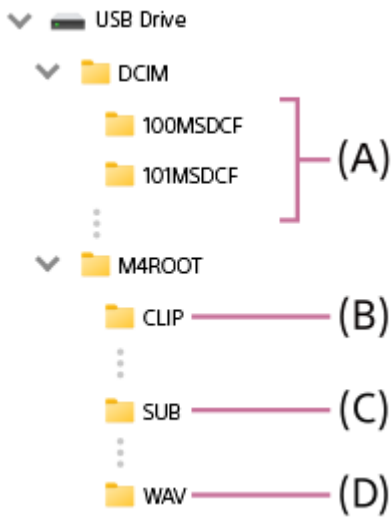 USB Drive
DCIM
100MSDCF
101MSDCF
(A)
M4ROOT
CLIP
(B)
SUB
(C)
WAV
(D)